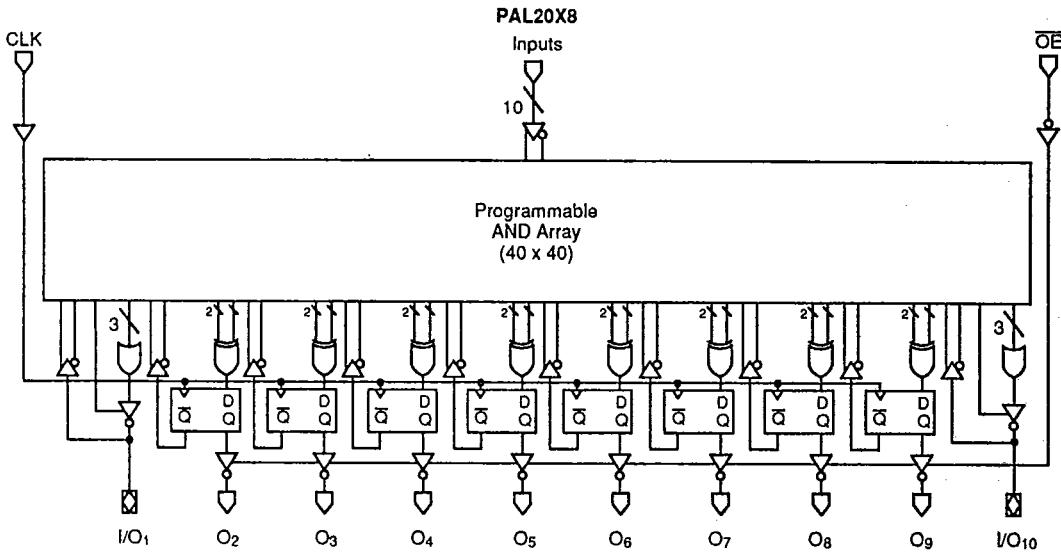 PAL20X8
CLK
Inputs
OE
10
Programmable
AND Array
(40 x 40)
3 2 2 2 2 2 2 2 2 3
D D D D D D D D
Q Q Q Q Q Q Q Q Q Q Q Q Q Q Q Q
I/O1 O2 O3 O4 O5 O6 O7 O8 O9 I/O10